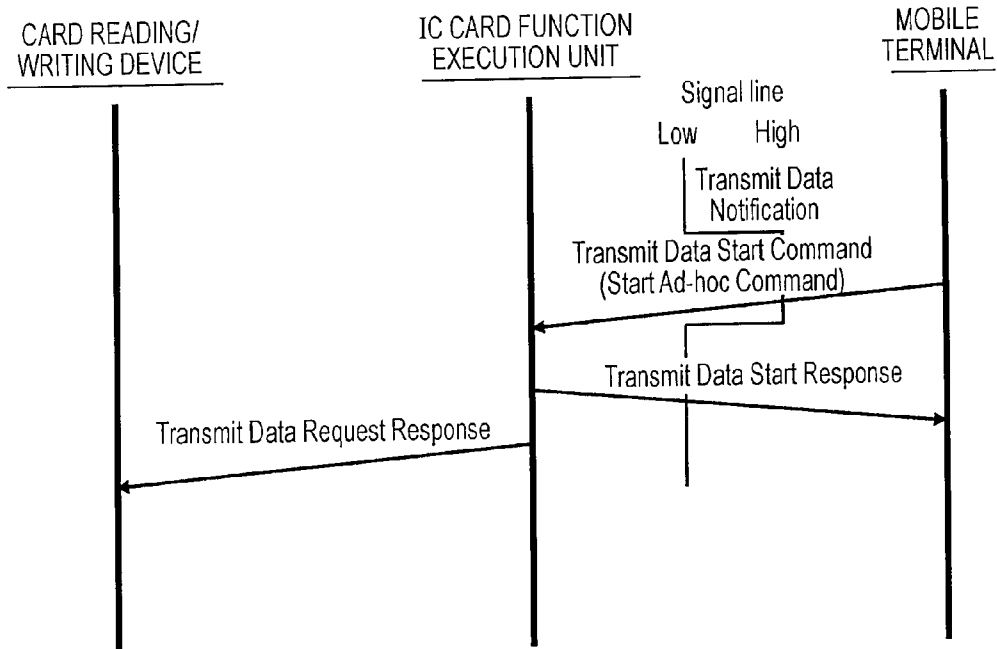 CARD READING/
WRITING DEVICE
IC CARD FUNCTION
EXECUTION UNIT
MOBILE
TERMINAL
Signal line
Low High
Transmit Data
Notification
Transmit Data Start Command
(Start Ad-hoc Command)
Transmit Data Start Response
Transmit Data Request Response